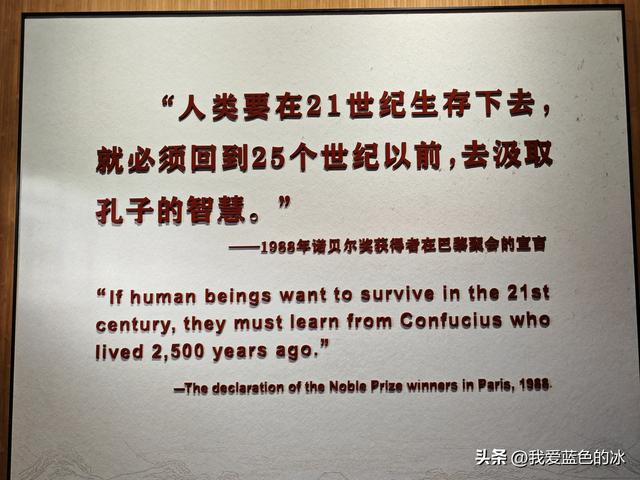 “人类要在21世纪生存下去，
就必须回到25个世纪以前，去汲取
孔子的智慧。”
——1988年诺贝尔奖获得者在巴黎聚会的宣言
“If human beings want to survive in the 21st
century, they must learn from Confucius who
lived 2,500 years ago.”
—The declaration of the Noble Prize winners in Paris, 1988
头条 @我爱蓝色的冰